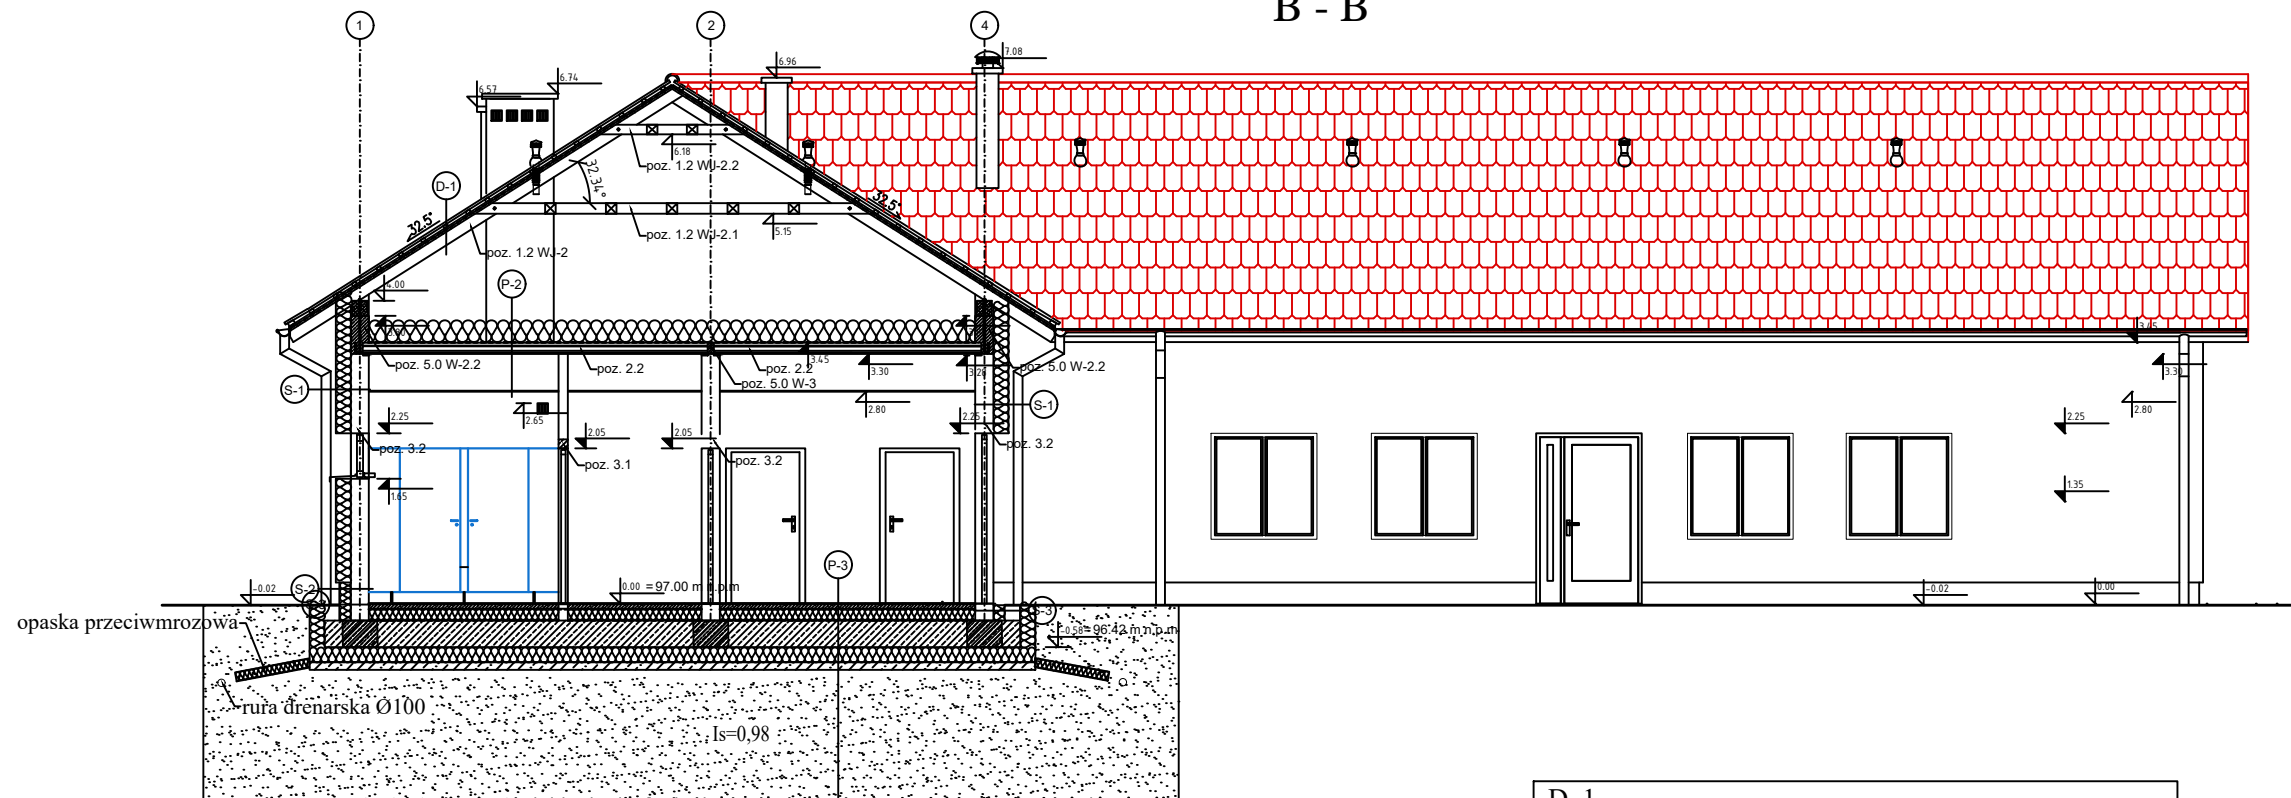 B - B
1
2
4
7.08
6.96
6.74
6.57
6.18
poz. 1.2 WJ-2.2
32.34°
D-1
32.5°
32.5°
poz. 1.2 WJ-2.1
5.15
poz. 1.2 WJ-2
P-2
4.00
3.45
poz. 5.0 W-2.2
poz. 2.2
3.45
poz. 2.2
3.30
poz. 5.0 W-2.2
3.30
poz. 5.0 W-3
S-1
S-1
2.65
2.80
2.80
2.25
2.25
2.25
2.05
2.05
poz. 3.2
poz. 3.1
poz. 3.2
poz. 3.2
1.65
1.35
P-3
S-2
-0.02
0.00 = 97.00 m n.p.m
-0.02
0.00
S-3
opaska przeciwmrozowa
-0.58=96.42 m n.p.m
rura drenarska Ø100
Is=0,98
D-1